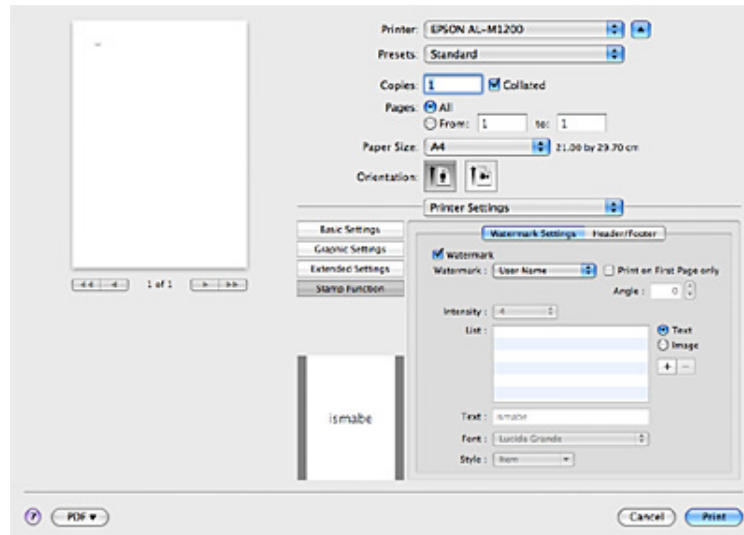 Printer: EPSON AL-M1200
Presets: Standard
Copies: 1 Collated
Pages: All
From: 1 to: 1
Paper Size: A4 21.00 by 29.70 cm
Orientation:
Printer Settings
Basic Settings
Graphic Settings
Extended Settings
Stamp Function
1 of 1
Watermark Settings Header/Footer
Watermark
Watermark : User Name Print on First Page only
Angle : 0
Intensity : 4
List : Text
Image
+ -
Text : ismabe
Font : Lucida Grande
Style : Item
ismabe
? PDF Cancel Print